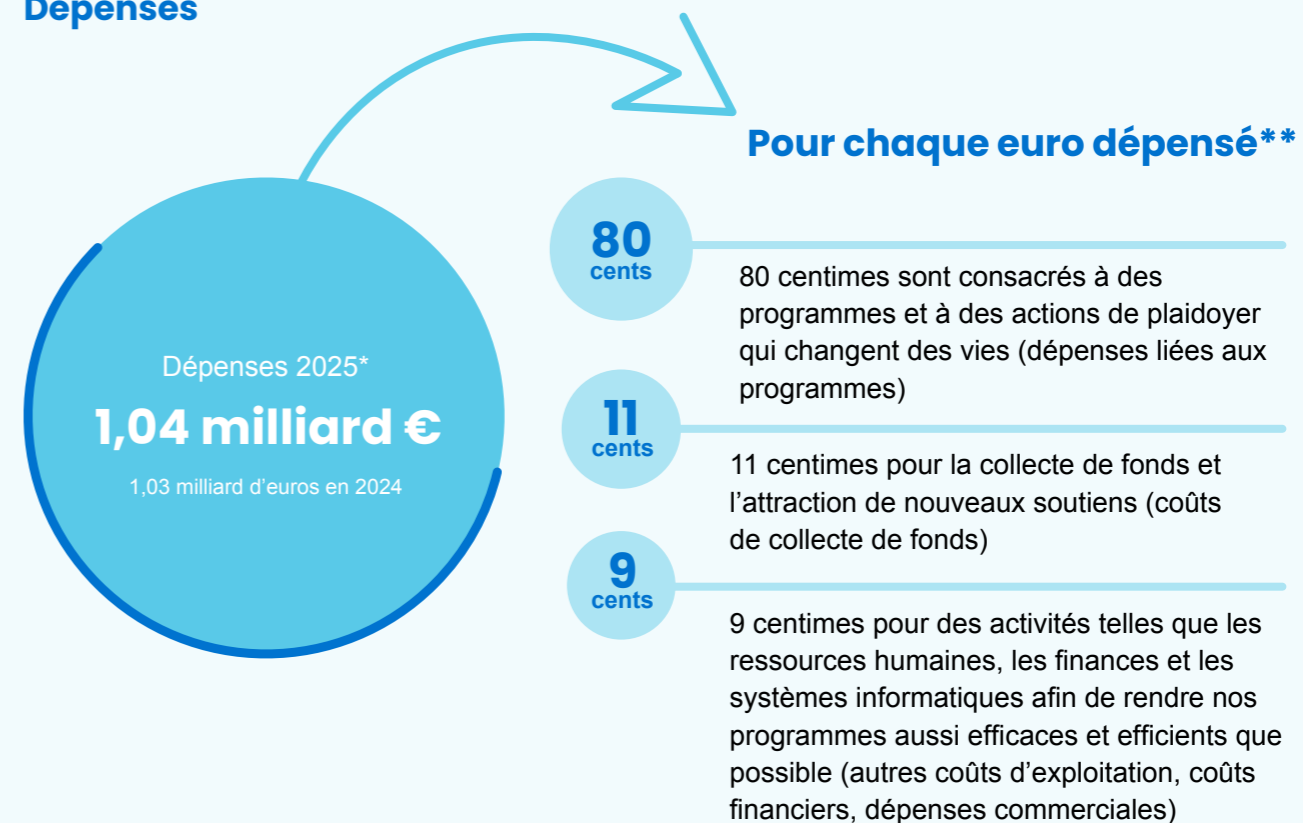 Dépenses
Pour chaque euro dépensé**
Dépenses 2025*
1,04 milliard €
1,03 milliard d’euros en 2024
80
cents
80 centimes sont consacrés à des
programmes et à des actions de plaidoyer
qui changent des vies (dépenses liées aux
programmes)
11
cents
11 centimes pour la collecte de fonds et
l’attraction de nouveaux soutiens (coûts
de collecte de fonds)
9
cents
9 centimes pour des activités telles que les
ressources humaines, les finances et les
systèmes informatiques afin de rendre nos
programmes aussi efficaces et efficients que
possible (autres coûts d’exploitation, coûts
financiers, dépenses commerciales)